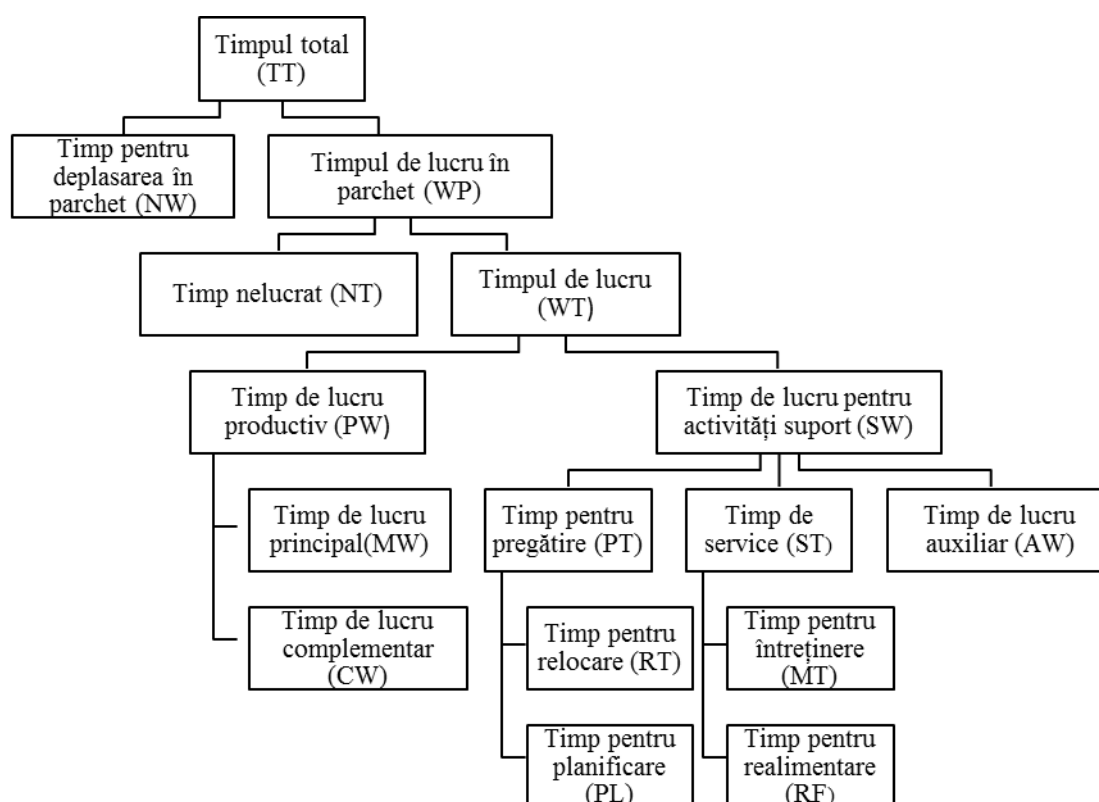 Timpul total
(TT)
Timp pentru
deplasarea în
parchet (NW)
Timpul de lucru în
parchet (WP)
Timp nelucrat (NT)
Timpul de lucru
(WT)
Timp de lucru
productiv (PW)
Timp de lucru pentru
activități suport (SW)
Timp de lucru
principal(MW)
Timp pentru
pregătire (PT)
Timp de
service (ST)
Timp de lucru
auxiliar (AW)
Timp de lucru
complementar
(CW)
Timp pentru
relocare (RT)
Timp pentru
întreținere
(MT)
Timp pentru
planificare
(PL)
Timp pentru
realimentare
(RF)